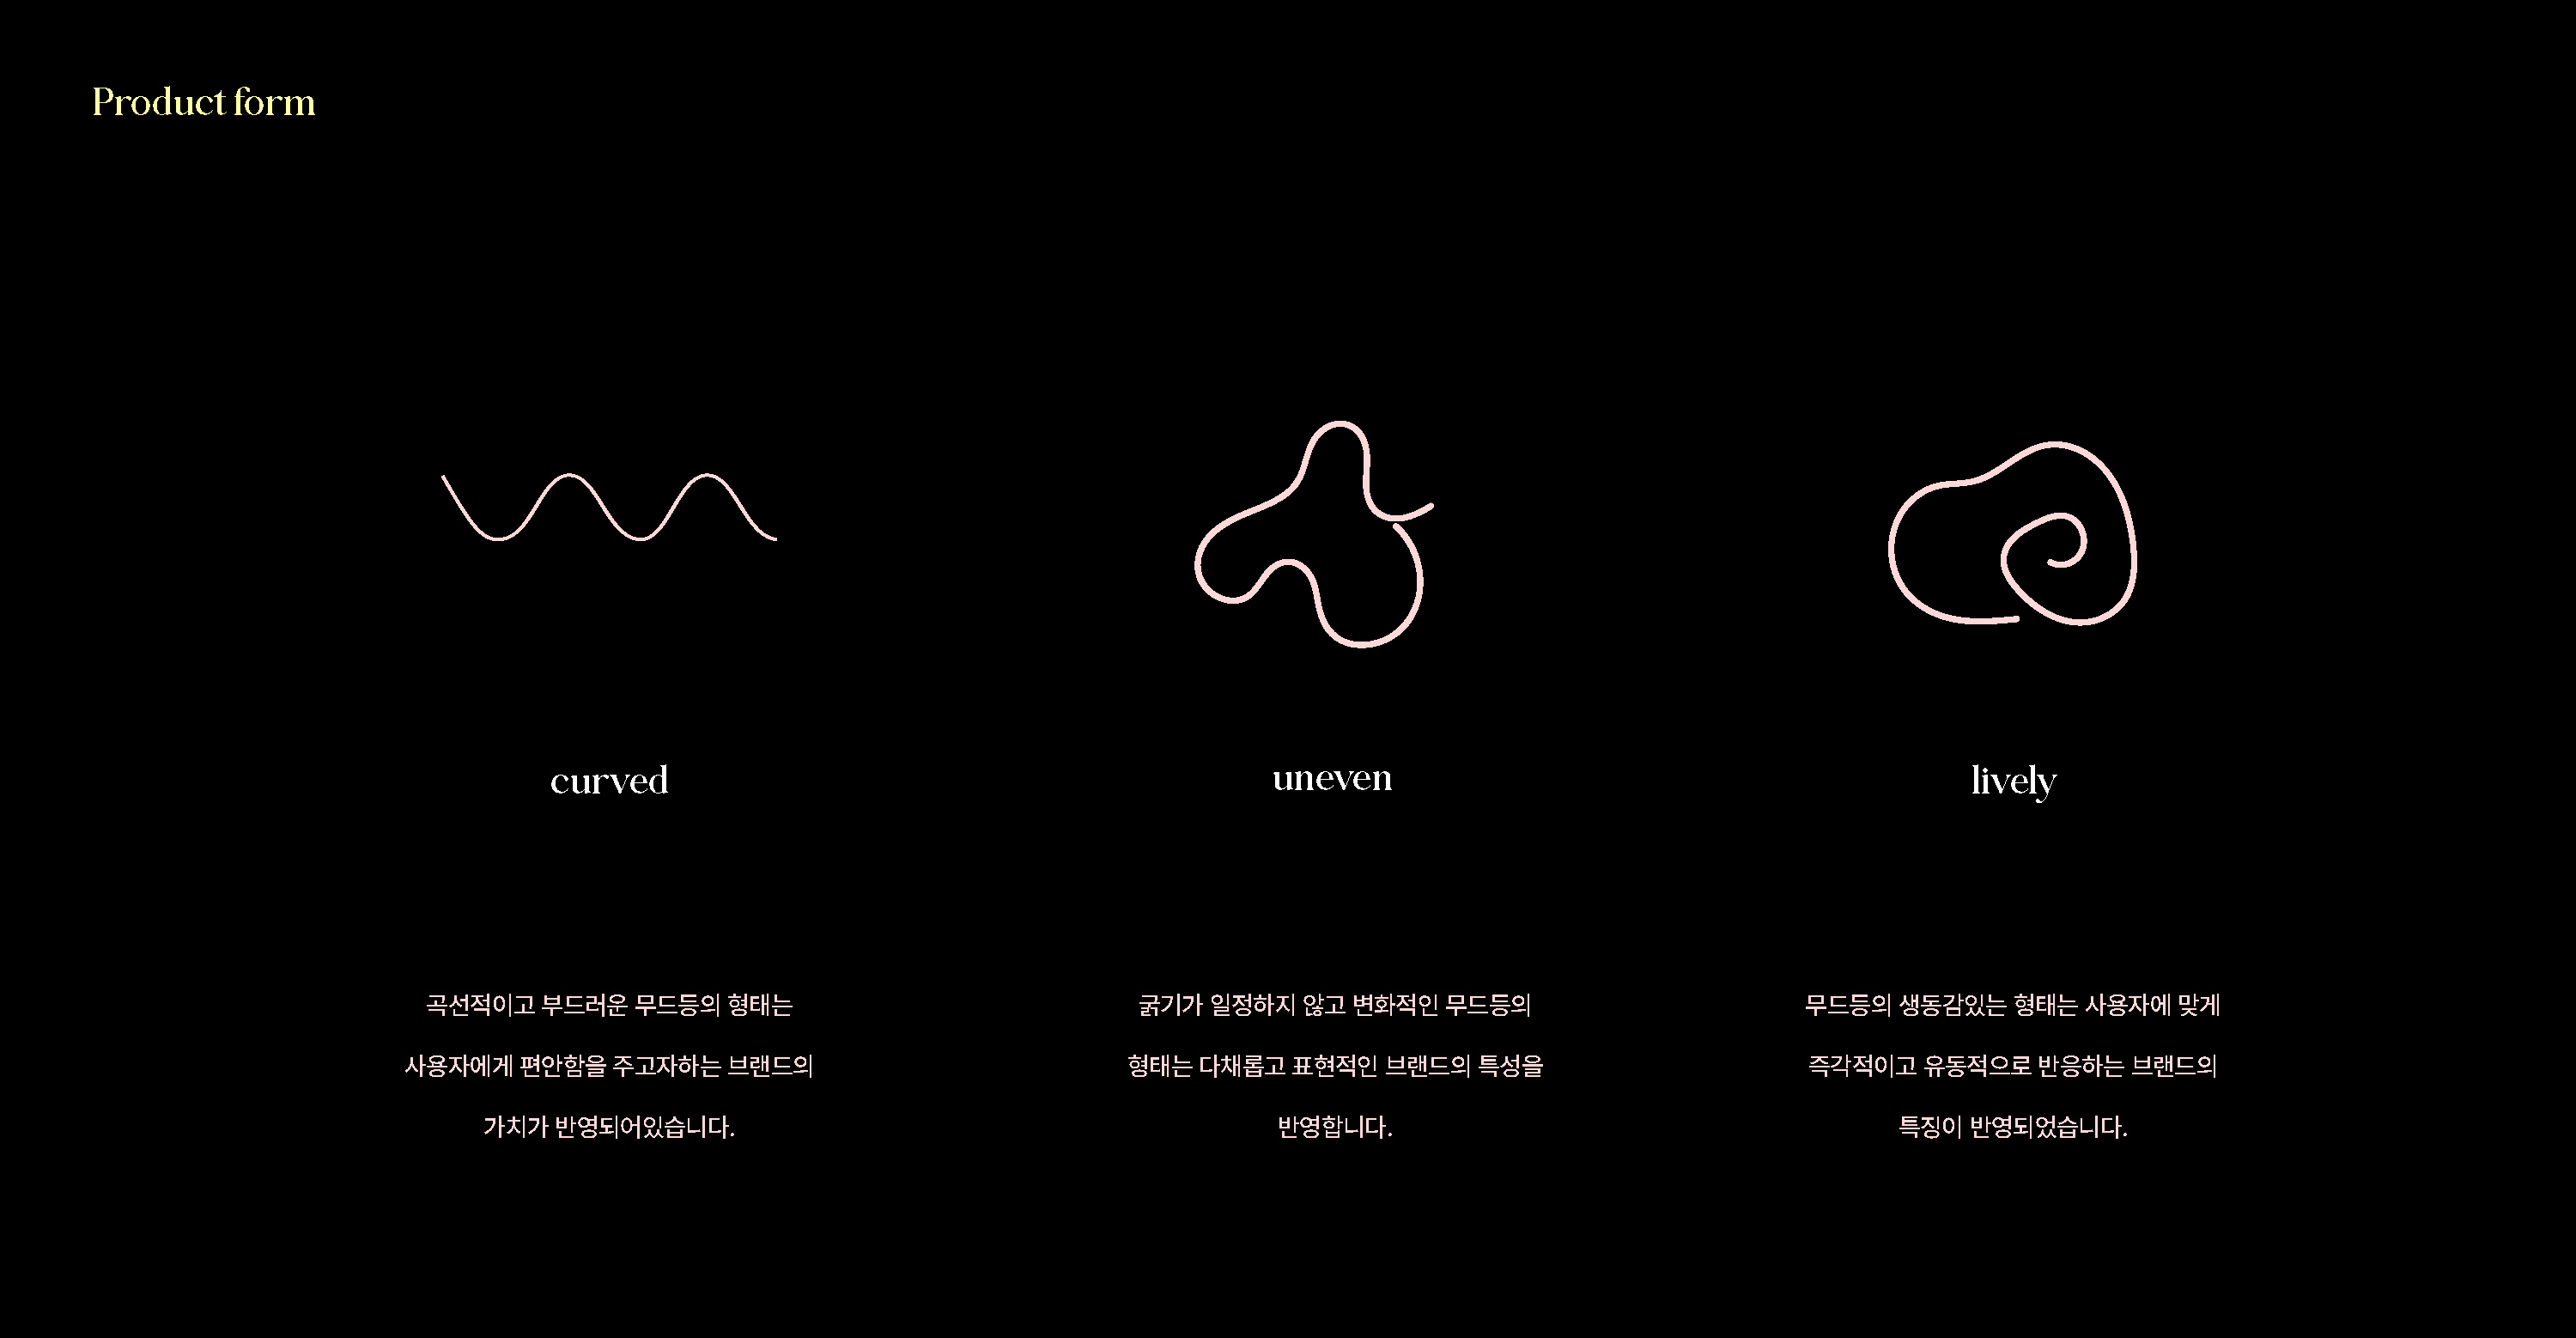 Product form
curved
곡선적이고 부드러운 무드등의 형태는
사용자에게 편안함을 주고자하는 브랜드의
가치가 반영되어있습니다.
uneven
굵기가 일정하지 않고 변화적인 무드등의
형태는 다채롭고 표현적인 브랜드의 특성을
반영합니다.
lively
무드등의 생동감있는 형태는 사용자에 맞게
즉각적이고 유동적으로 반응하는 브랜드의
특징이 반영되었습니다.